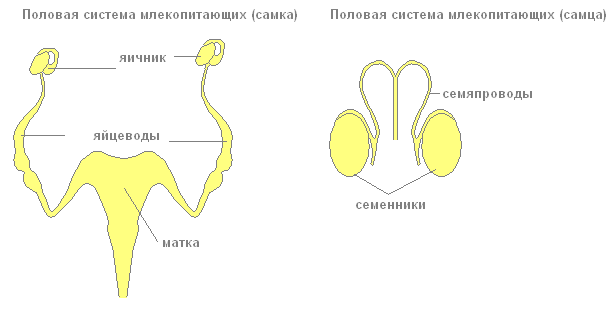 Половая система млекопитающих (самка)
яичник
яйцеводы
матка
Половая система млекопитающих (самца)
семяпроводы
семенники